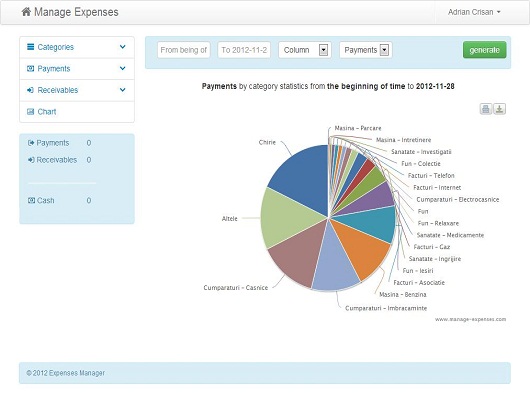 Manage Expenses
Adrian Crisan
Categories
Payments
Receivables
Chart
Payments 0
Receivables 0
Cash 0
From being of
To 2012-11-2
Column
Payments
generate
Payments by category statistics from the beginning of time to 2012-11-28
Masina - Parcare
Masina - Intretinere
Sanatate - Investigatii
Fun - Colectie
Facturi - Telefon
Facturi - Internet
Cumparaturi - Electrocasnice
Fun
Fun - Relaxare
Sanatate - Medicamente
Facturi - Gaz
Sanatate - Ingrijire
Fun - Iesiri
Facturi - Asociatie
Masina - Benzina
Cumparaturi - Imbracaminte
Cumparaturi - Casnice
Altele
Chirie
www.manage-expenses.com
© 2012 Expenses Manager